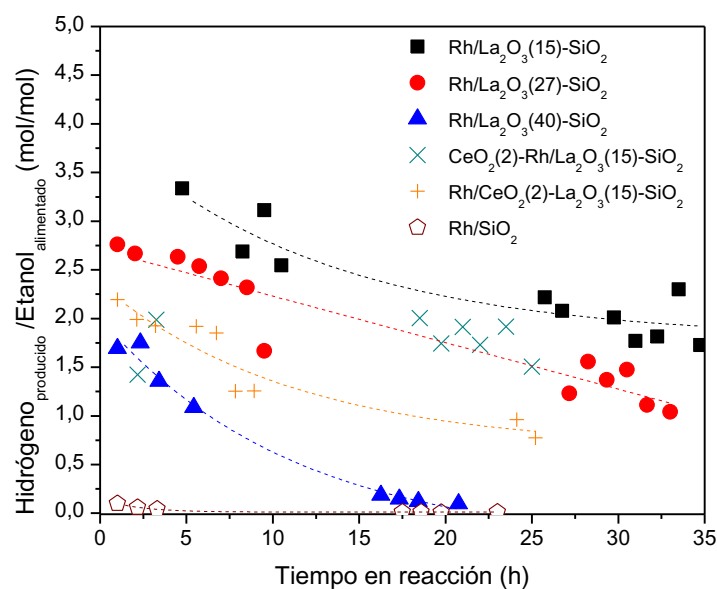 Hidrógeno producido /Etanol alimentado (mol/mol)
5,0
4,5
4,0
3,5
3,0
2,5
2,0
1,5
1,0
0,5
0,0
Rh/La₂O₃(15)-SiO₂
Rh/La₂O₃(27)-SiO₂
Rh/La₂O₃(40)-SiO₂
CeO₂(2)-Rh/La₂O₃(15)-SiO₂
Rh/CeO₂(2)-La₂O₃(15)-SiO₂
Rh/SiO₂
0 5 10 15 20 25 30 35
Tiempo en reacción (h)